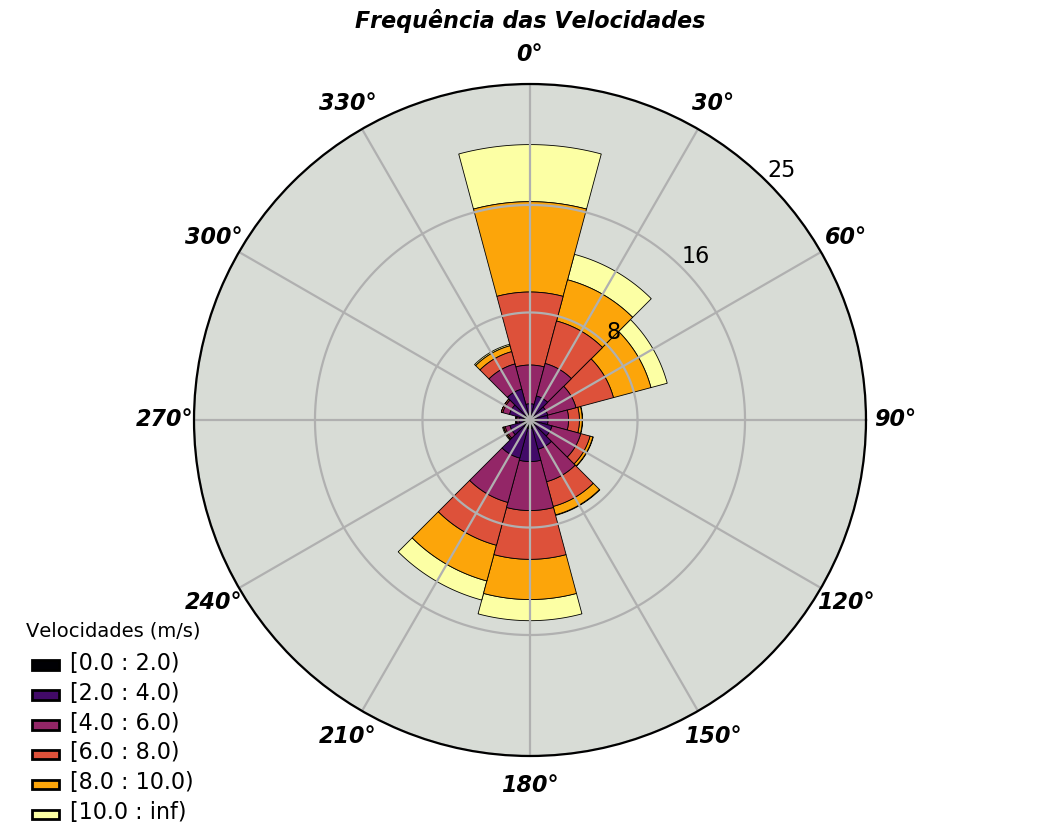 Frequência das Velocidades
0°
330°
30°
25
300°
60°
16
8
270°
90°
240°
120°
210°
150°
180°
Velocidades (m/s)
[0.0 : 2.0)
[2.0 : 4.0)
[4.0 : 6.0)
[6.0 : 8.0)
[8.0 : 10.0)
[10.0 : inf)